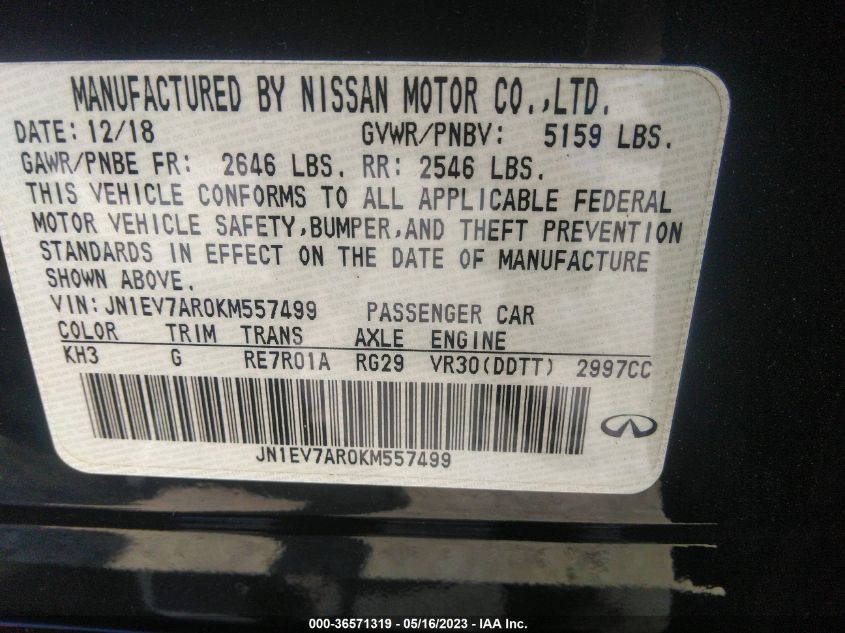 MANUFACTURED BY NISSAN MOTOR CO.,LTD.
DATE: 12/18 GVWR/PNBV: 5159 LBS.
GAWR/PNBE FR: 2646 LBS. RR: 2546 LBS.
THIS VEHICLE CONFORMS TO ALL APPLICABLE FEDERAL
MOTOR VEHICLE SAFETY,BUMPER,AND THEFT PREVENTION
STANDARDS IN EFFECT ON THE DATE OF MANUFACTURE
SHOWN ABOVE.
VIN: JN1EV7AR0KM557499 PASSENGER CAR
COLOR TRIM TRANS AXLE ENGINE
KH3 G RE7R01A RG29 VR30(DDTT) 2997CC
JN1EV7AR0KM557499
000-36571319 - 05/16/2023 - IAA Inc.